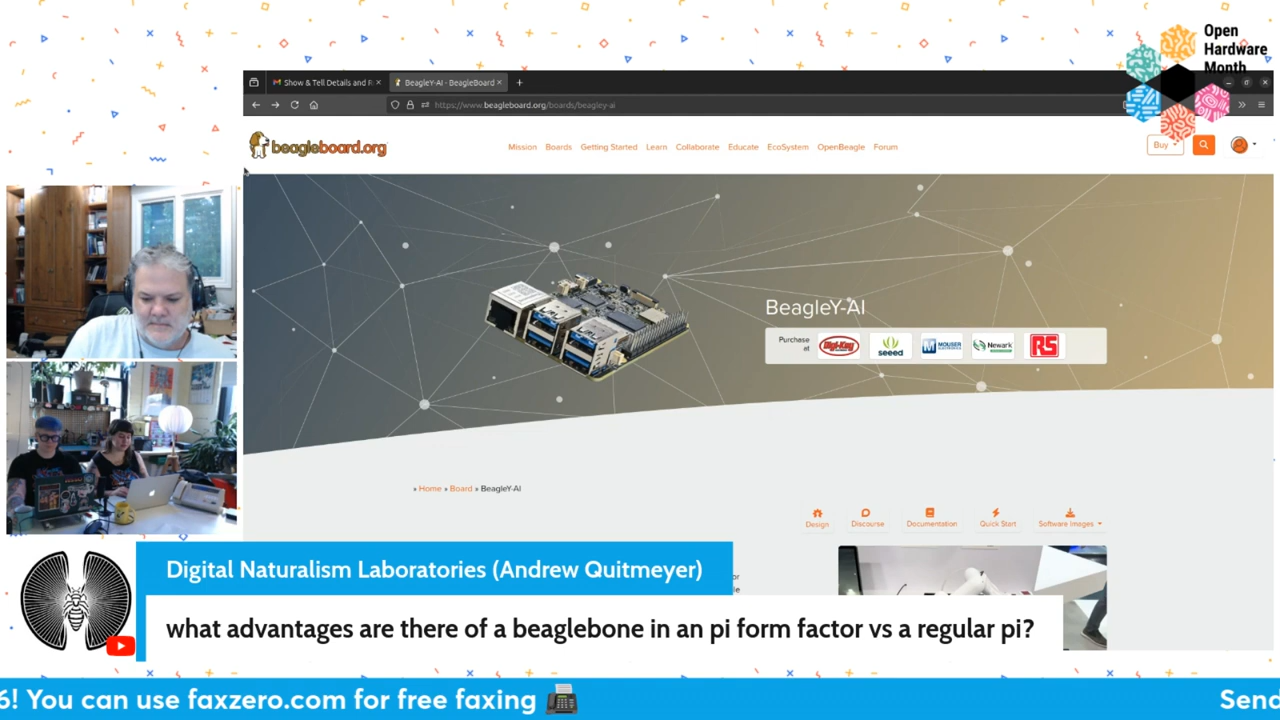 Open
Hardware
Month
Show & Tell Details and R
BeagleY-AI - BeagleBoard
https://www.beagleboard.org/boards/beagley-ai
beagleboard.org
Mission
Boards
Getting Started
Learn
Collaborate
Educate
EcoSystem
OpenBeagle
Forum
Buy
BeagleY-AI
Purchase
at
Digi-Key
seeed
MOUSER
ELECTRONICS
Newark
RS
» Home » Board » BeagleY-AI
Design
Discourse
Documentation
Quick Start
Software Images
or
le
Digital Naturalism Laboratories (Andrew Quitmeyer)
what advantages are there of a beaglebone in an pi form factor vs a regular pi?
6! You can use faxzero.com for free faxing
Send